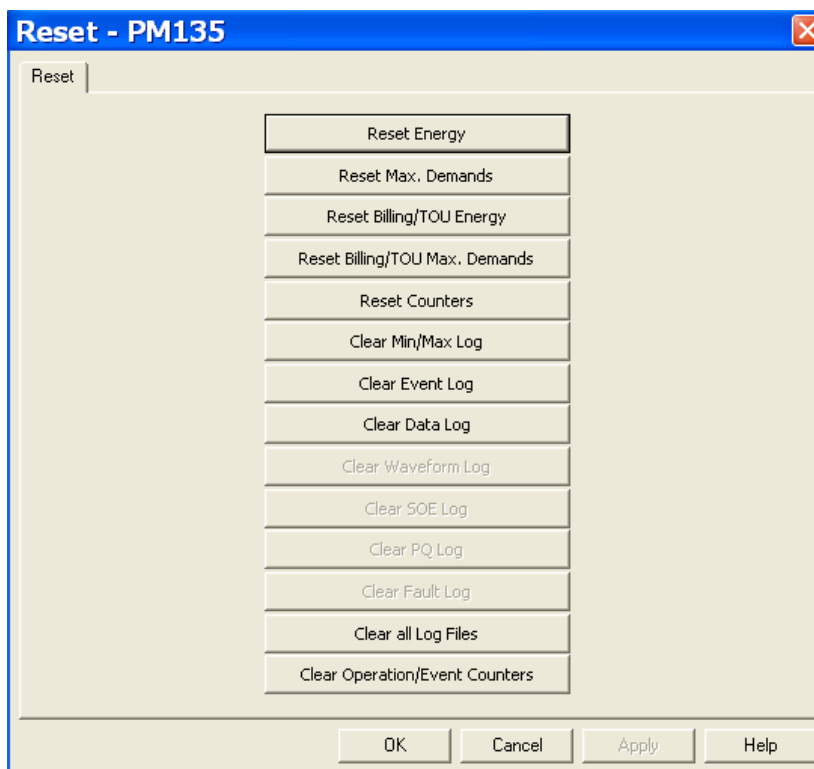 Reset - PM135
Reset
Reset Energy
Reset Max. Demands
Reset Billing/TOU Energy
Reset Billing/TOU Max. Demands
Reset Counters
Clear Min/Max Log
Clear Event Log
Clear Data Log
Clear Waveform Log
Clear SOE Log
Clear PQ Log
Clear Fault Log
Clear all Log Files
Clear Operation/Event Counters
OK Cancel Apply Help